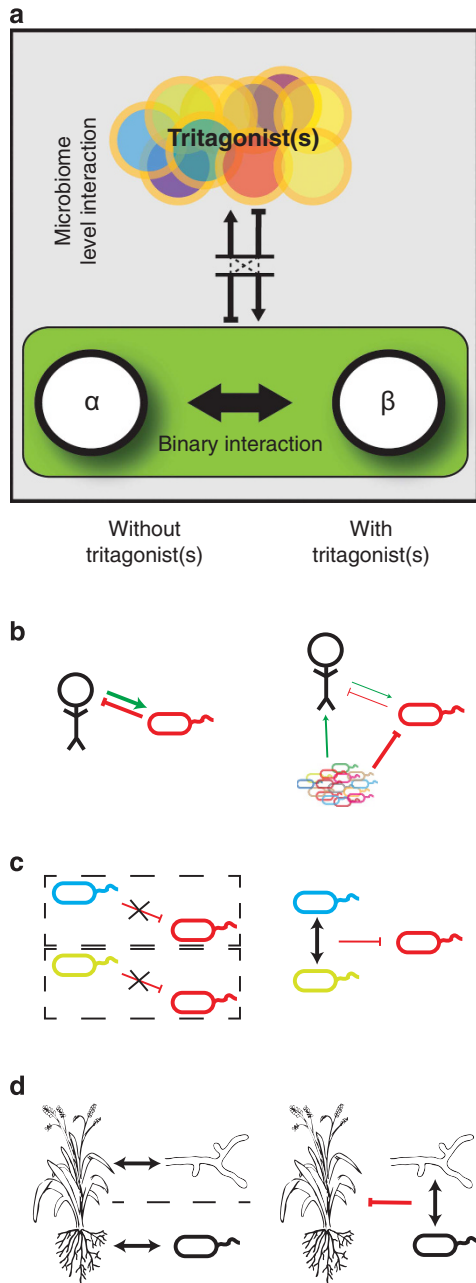 a
Microbiome
level interaction
Tritagonist(s)
α
β
Binary interaction
Without
tritagonist(s)
With
tritagonist(s)
b
c
d